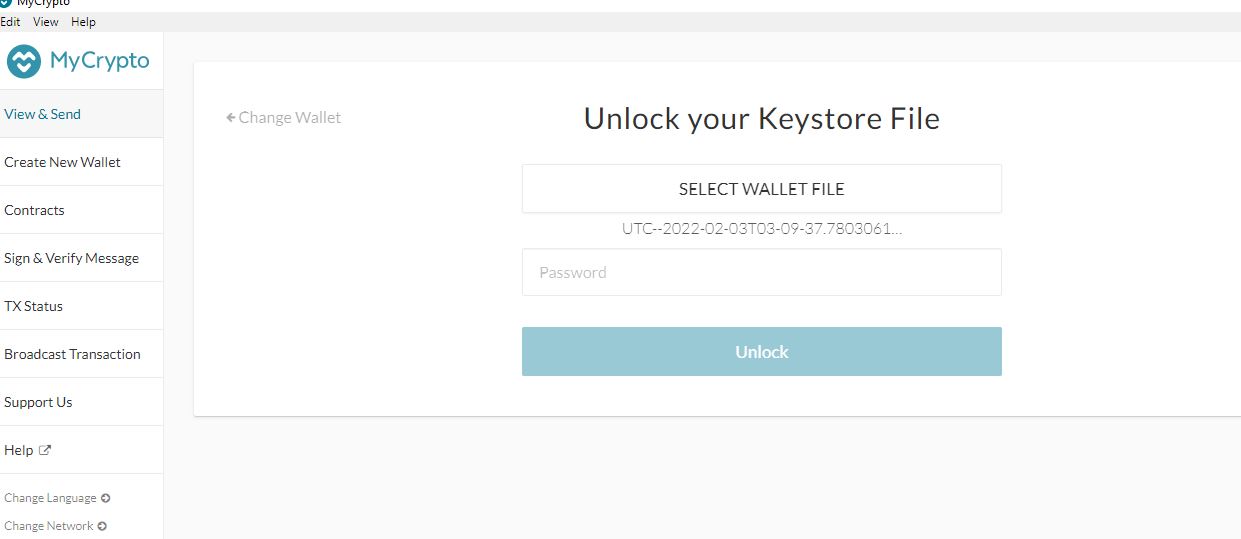 MyCrypto
Edit View Help
MyCrypto
View & Send
Create New Wallet
Contracts
Sign & Verify Message
TX Status
Broadcast Transaction
Support Us
Help
Change Language
Change Network
Change Wallet
Unlock your Keystore File
SELECT WALLET FILE
UTC--2022-02-03T03-09-37.7803061...
Password
Unlock